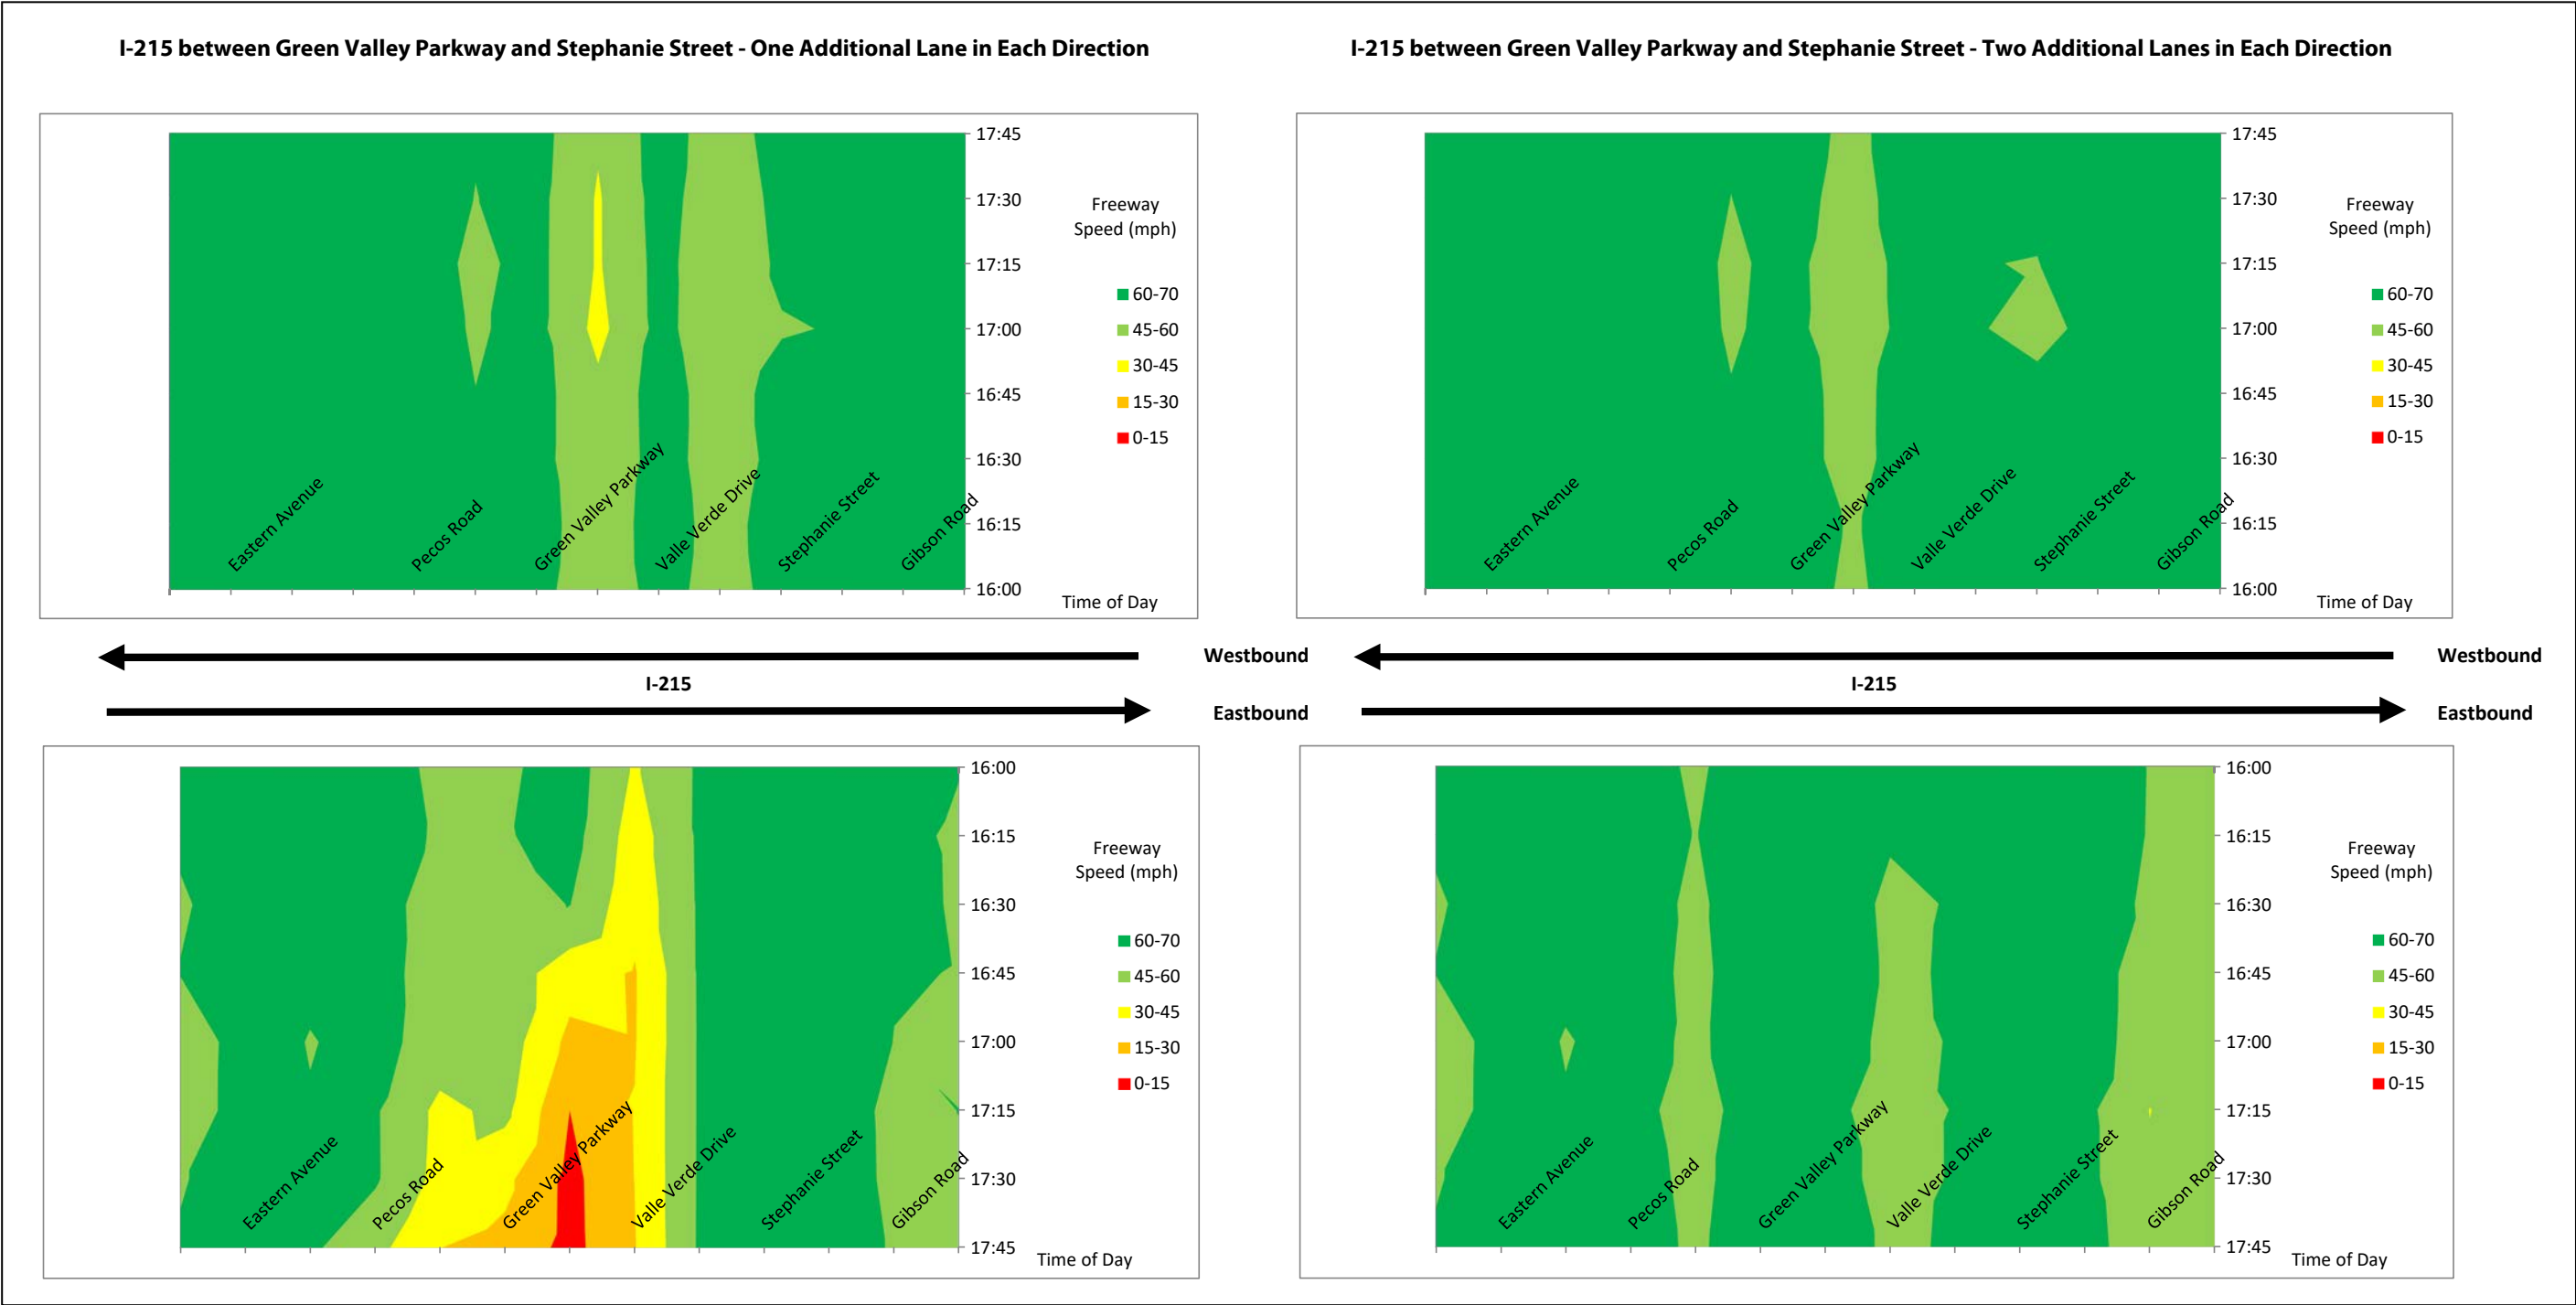 I-215 between Green Valley Parkway and Stephanie Street - One Additional Lane in Each Direction
I-215 between Green Valley Parkway and Stephanie Street - Two Additional Lanes in Each Direction
17:45
17:30
17:15
17:00
16:45
16:30
16:15
16:00
Time of Day
Freeway
Speed (mph)
60-70
45-60
30-45
15-30
0-15
Eastern Avenue
Pecos Road
Green Valley Parkway
Valle Verde Drive
Stephanie Street
Gibson Road
17:45
17:30
17:15
17:00
16:45
16:30
16:15
16:00
Time of Day
Freeway
Speed (mph)
60-70
45-60
30-45
15-30
0-15
Eastern Avenue
Pecos Road
Green Valley Parkway
Valle Verde Drive
Stephanie Street
Gibson Road
Westbound
I-215
Eastbound
Westbound
I-215
Eastbound
16:00
16:15
16:30
16:45
17:00
17:15
17:30
17:45
Time of Day
Freeway
Speed (mph)
60-70
45-60
30-45
15-30
0-15
Eastern Avenue
Pecos Road
Green Valley Parkway
Valle Verde Drive
Stephanie Street
Gibson Road
16:00
16:15
16:30
16:45
17:00
17:15
17:30
17:45
Time of Day
Freeway
Speed (mph)
60-70
45-60
30-45
15-30
0-15
Eastern Avenue
Pecos Road
Green Valley Parkway
Valle Verde Drive
Stephanie Street
Gibson Road